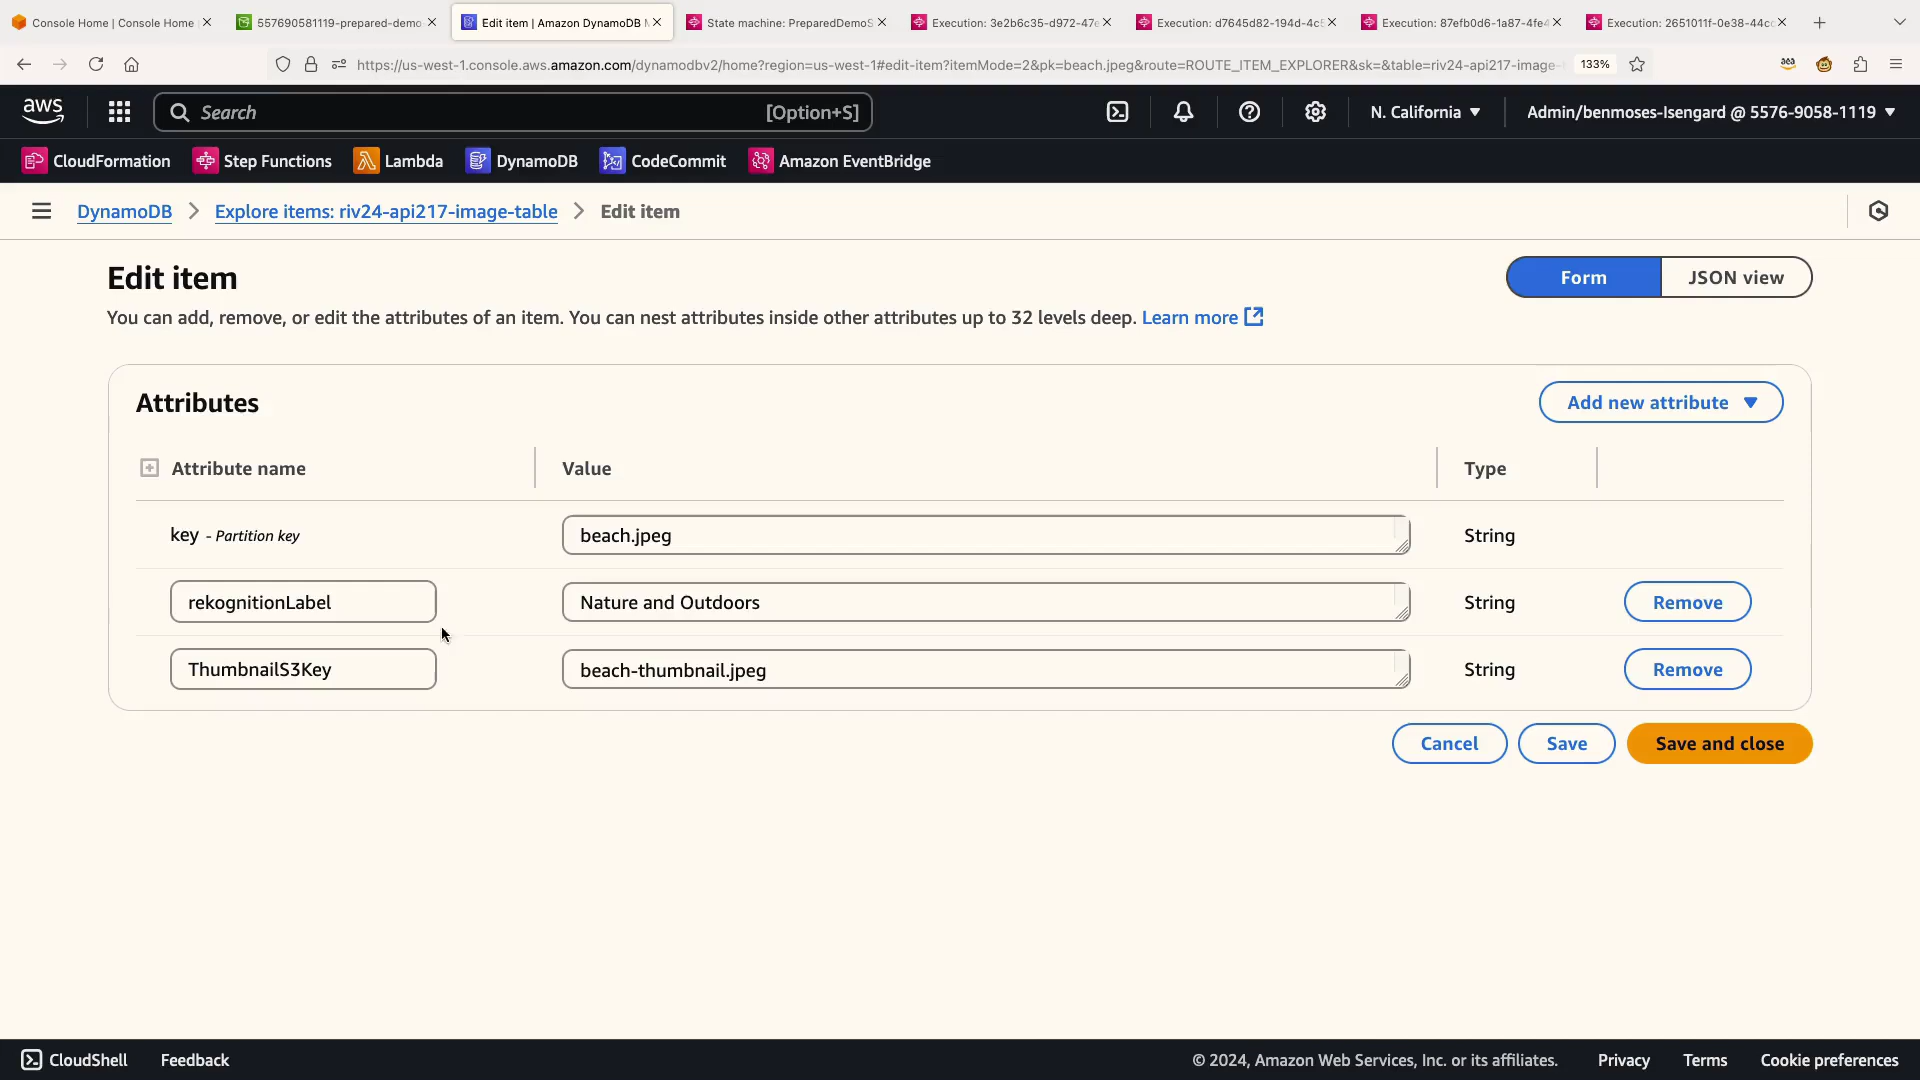 Console Home | Console Home
557690581119-prepared-demo
Edit item | Amazon DynamoDB M
State machine: PreparedDemoS
Execution: 3e2b6c35-d972-47e
Execution: d7645d82-194d-4c5
Execution: 87efb0d6-1a87-4fe4
Execution: 2651011f-0e38-44cc
https://us-west-1.console.aws.amazon.com/dynamodbv2/home?region=us-west-1#edit-item?itemMode=2&pk=beach.jpeg&route=ROUTE_ITEM_EXPLORER&sk=&table=riv24-api217-image-
133%
aws
Search
[Option+S]
N. California
Admin/benmoses-Isengard @ 5576-9058-1119
CloudFormation
Step Functions
Lambda
DynamoDB
CodeCommit
Amazon EventBridge
DynamoDB
Explore items: riv24-api217-image-table
Edit item
Edit item
Form
JSON view
You can add, remove, or edit the attributes of an item. You can nest attributes inside other attributes up to 32 levels deep. Learn more
Attributes
Add new attribute
Attribute name
Value
Type
key - Partition key
beach.jpeg
String
rekognitionLabel
Nature and Outdoors
String
Remove
ThumbnailS3Key
beach-thumbnail.jpeg
String
Remove
Cancel
Save
Save and close
CloudShell
Feedback
© 2024, Amazon Web Services, Inc. or its affiliates.
Privacy
Terms
Cookie preferences